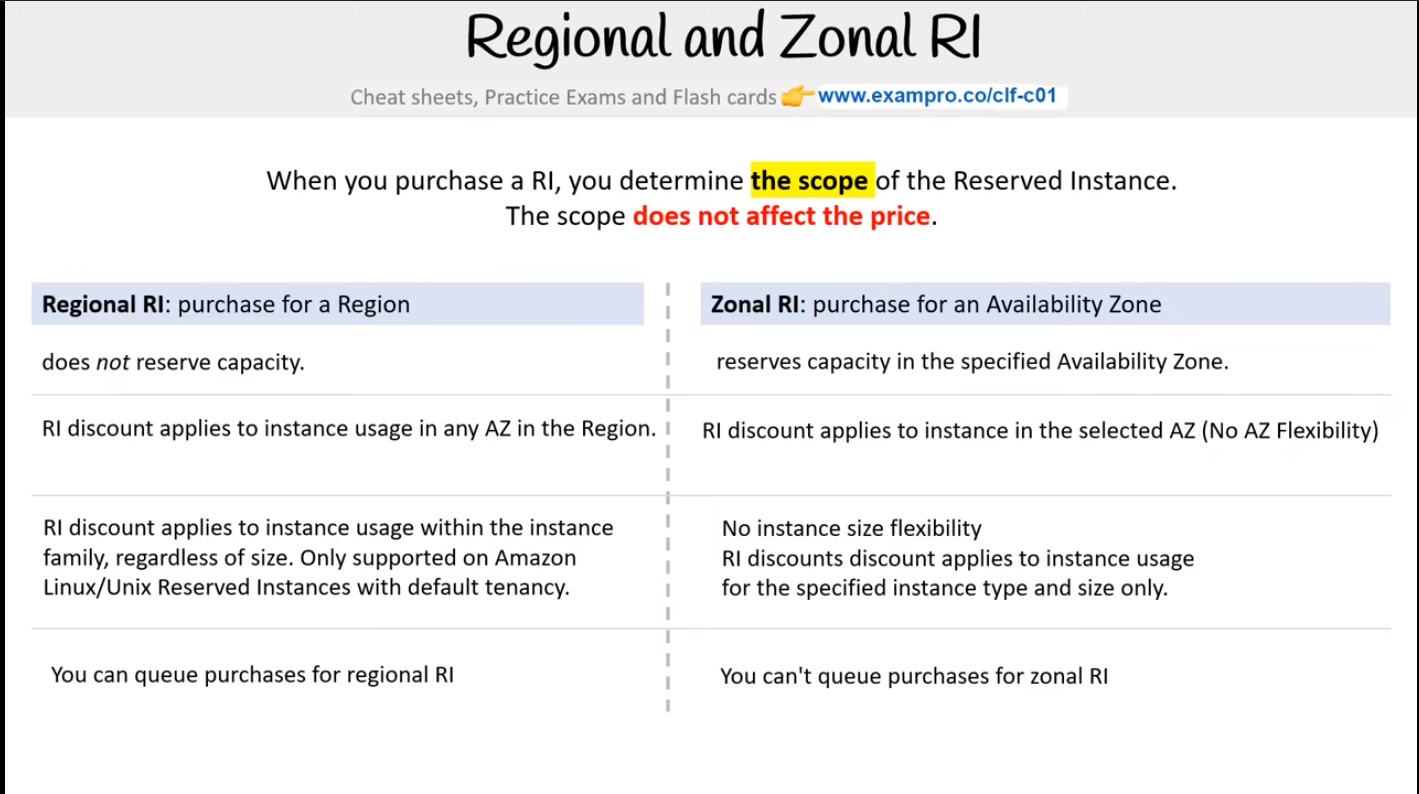 Regional and Zonal RI
Cheat sheets, Practice Exams and Flash cards 👉 www.exampro.co/clf-c01
When you purchase a RI, you determine the scope of the Reserved Instance.
The scope does not affect the price.
Regional RI: purchase for a Region
does not reserve capacity.
RI discount applies to instance usage in any AZ in the Region.
RI discount applies to instance usage within the instance
family, regardless of size. Only supported on Amazon
Linux/Unix Reserved Instances with default tenancy.
You can queue purchases for regional RI
Zonal RI: purchase for an Availability Zone
reserves capacity in the specified Availability Zone.
RI discount applies to instance in the selected AZ (No AZ Flexibility)
No instance size flexibility
RI discounts discount applies to instance usage
for the specified instance type and size only.
You can't queue purchases for zonal RI